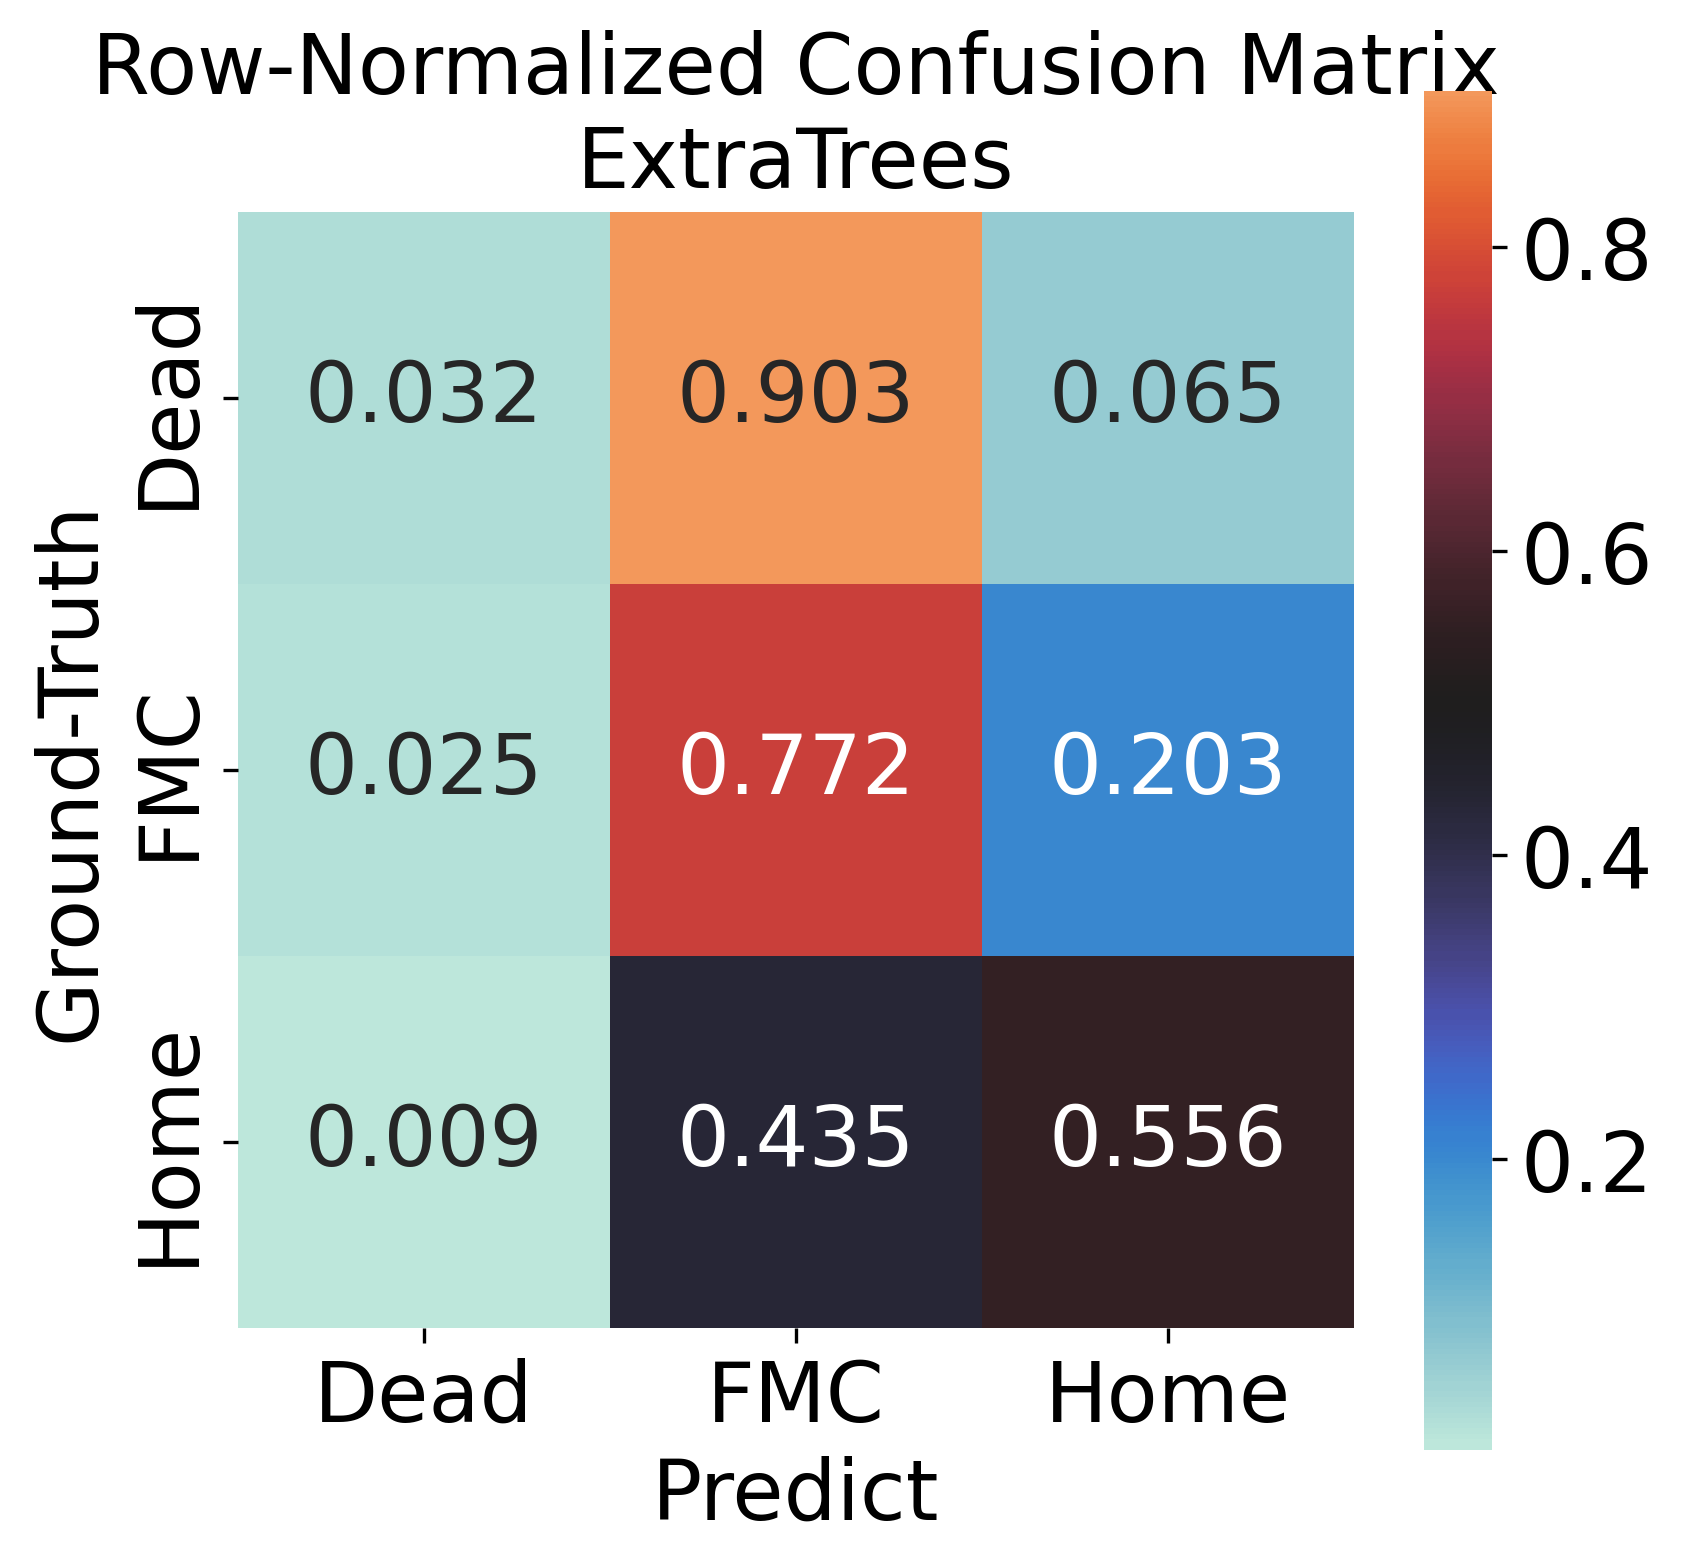 Row-Normalized Confusion Matrix
ExtraTrees
Ground-Truth
Dead
0.032 0.903 0.065
FMC
0.025 0.772 0.203
Home
0.009 0.435 0.556
Dead FMC Home
Predict
0.8
0.6
0.4
0.2